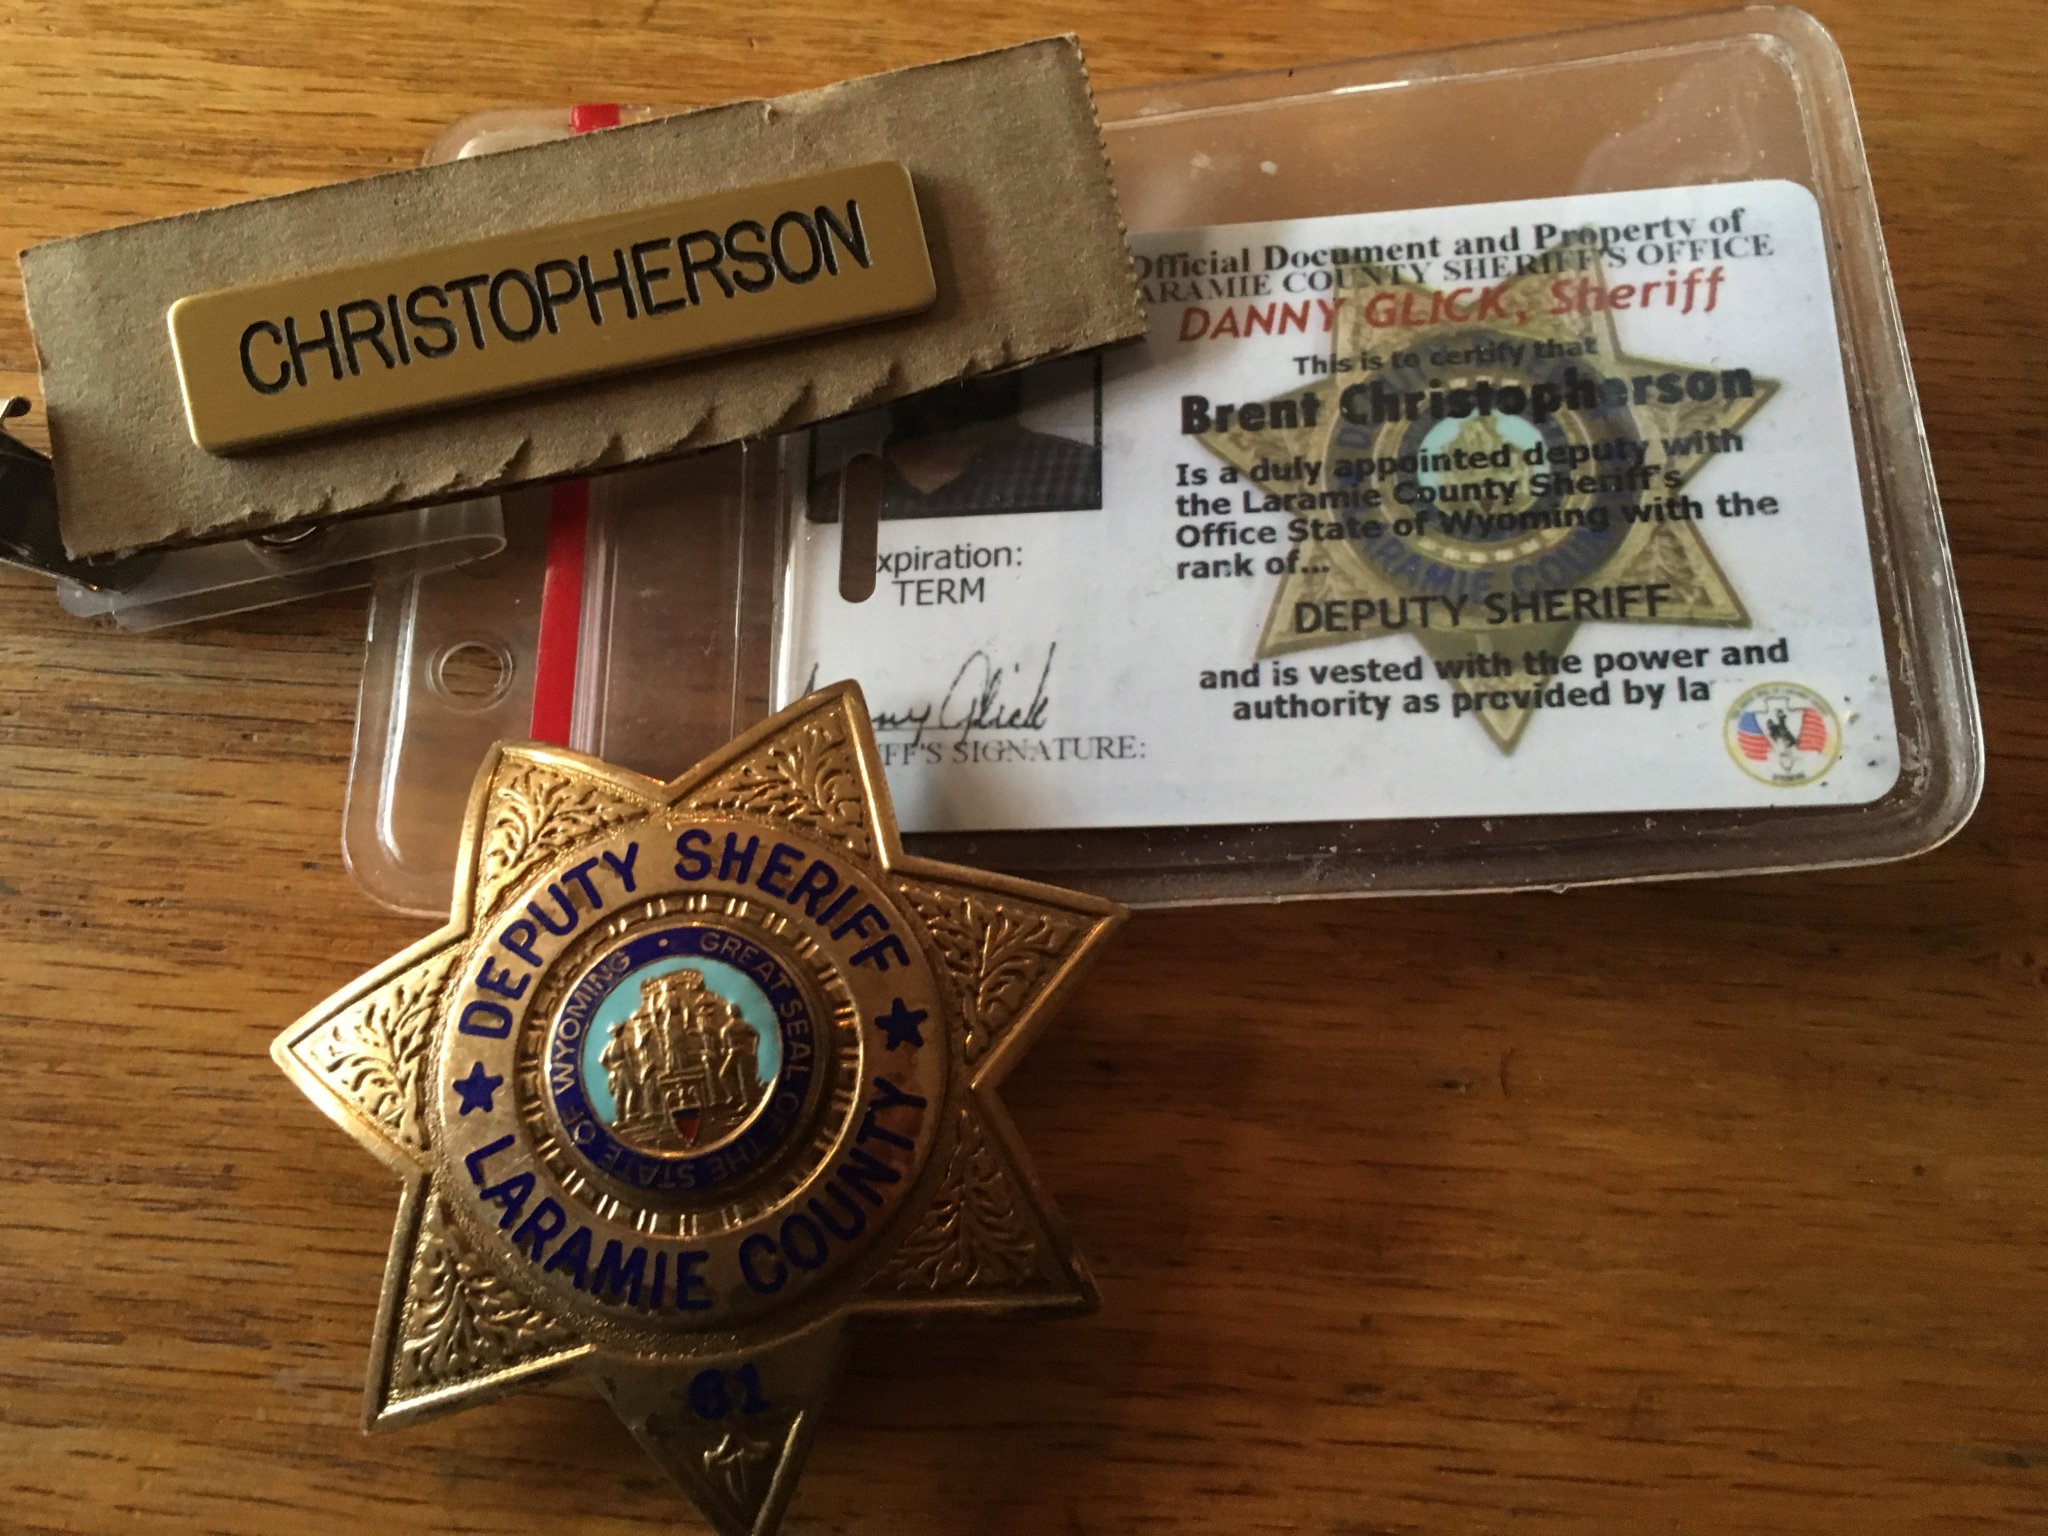 CHRISTOPHERSON
Official Document and Property of
ARAMIE COUNTY SHERIFF'S OFFICE
DANNY GLICK, Sheriff
This is to certify that
Brent Christopherson
Is a duly appointed deputy with
the Laramie County Sheriff's
Office State of Wyoming with the
rank of...
DEPUTY SHERIFF
and is vested with the power and
authority as provided by la
xpiration:
TERM
ny Glick
FF'S SIGNATURE:
DEPUTY SHERIFF
GREAT SEAL OF THE STATE OF WYOMING
LARAMIE COUNTY
61